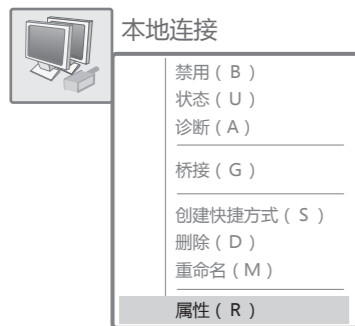 本地连接
禁用（B）
状态（U）
诊断（A）
桥接（G）
创建快捷方式（S）
删除（D）
重命名（M）
属性（R）